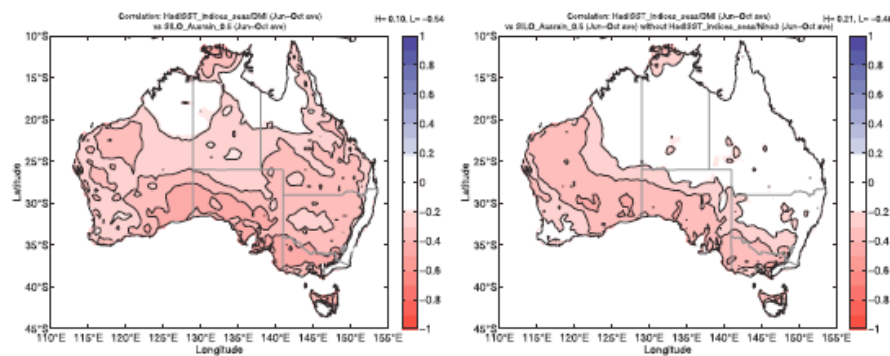 Correlation: HadISST_indices_seas/DMI (Jun-Oct ave)
vs SILO_Ausrain_0.5 (Jun-Oct ave)
H= 0.10, L= -0.54
10°S
15°S
20°S
25°S
30°S
35°S
40°S
45°S
Latitude
110°E 115°E 120°E 125°E 130°E 135°E 140°E 145°E 150°E 155°E
Longitude
1
0.8
0.6
0.4
0.2
0
-0.2
-0.4
-0.6
-0.8
-1
Correlation: HadISST_indices_seas/DMI (Jun-Oct ave)
vs SILO_Ausrain_0.5 (Jun-Oct ave) without HadISST_indices_seas/Nino3 (Jun-Oct ave)
H= 0.21, L=
10°S
15°S
20°S
25°S
30°S
35°S
40°S
45°S
Latitude
110°E 115°E 120°E 125°E 130°E 135°E 140°E 145°E 150°E 155°E
Longitude
1
0.8
0.6
0.4
0.2
0
-0.2
-0.4
-0.6
-0.8
-1